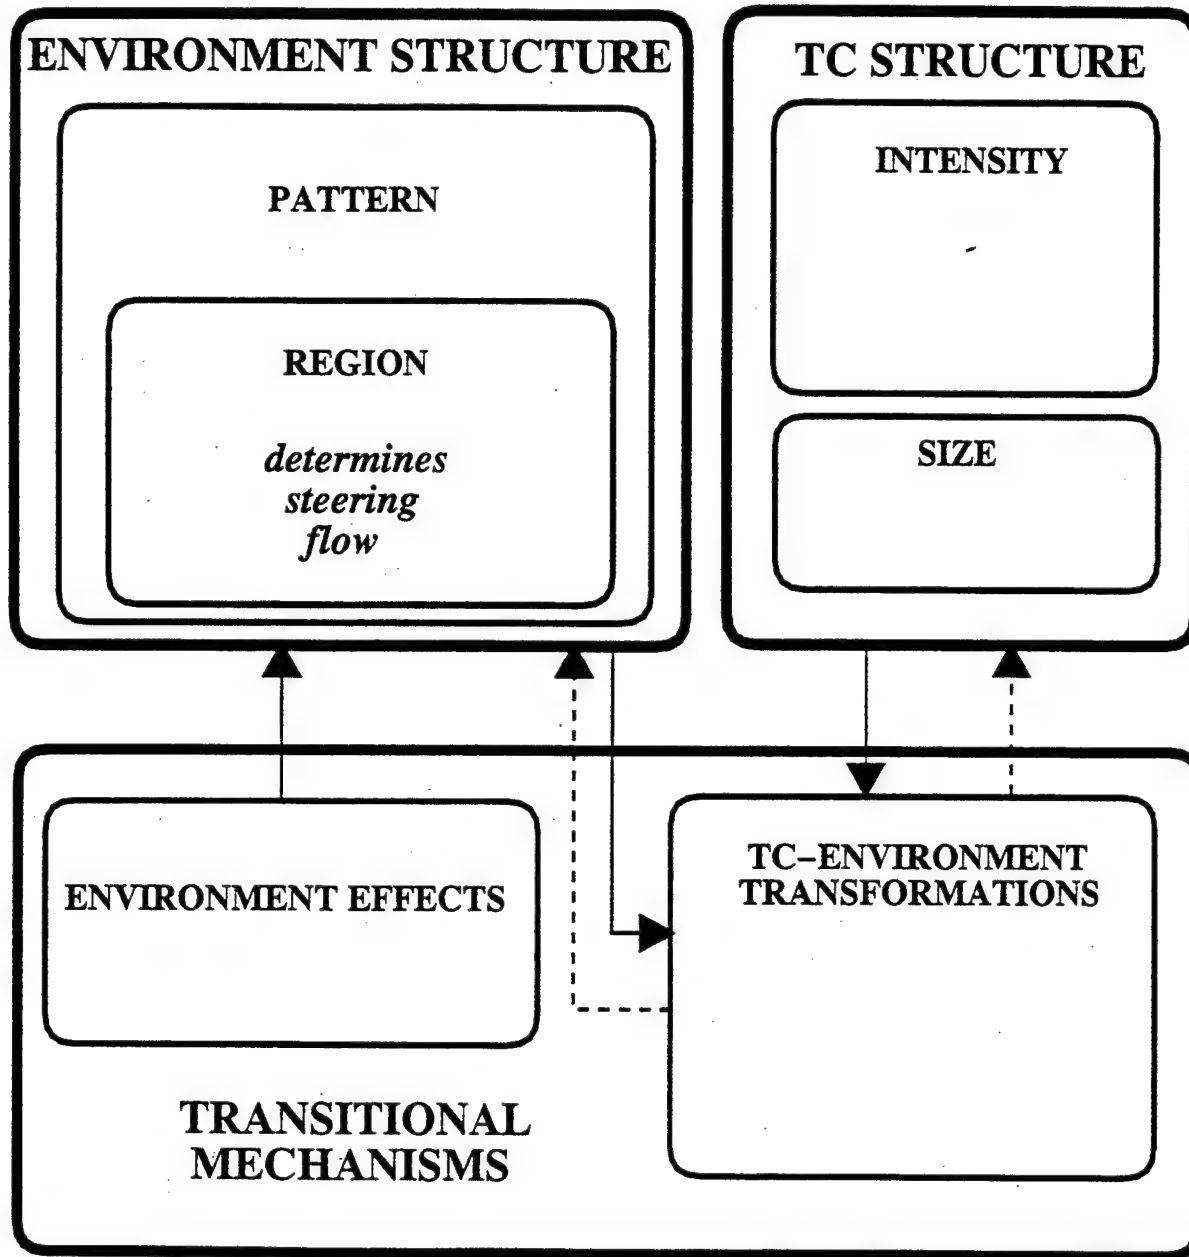 ENVIRONMENT STRUCTURE
PATTERN
REGION
determines
steering
flow
TC STRUCTURE
INTENSITY
SIZE
ENVIRONMENT EFFECTS
TC–ENVIRONMENT
TRANSFORMATIONS
TRANSITIONAL
MECHANISMS